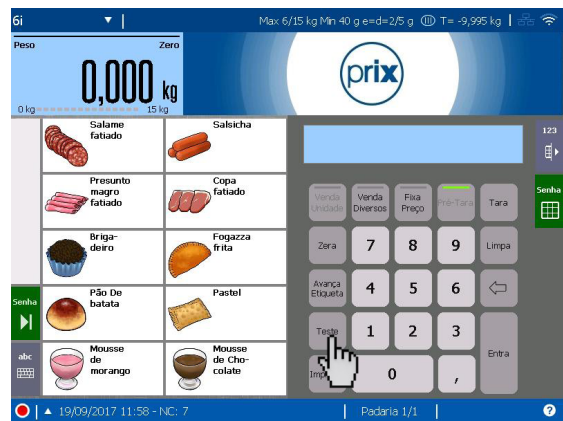 6i
Max 6/15 kg Min 40 g e=d=2/5 g (III) T= -9,995 kg
Peso
Zero
0,000 kg
0 kg
15 kg
prix
123
Salame
fatiado
Salsicha
Presunto
magro
fatiado
Copa
fatiado
Briga-
deiro
Fogazza
frita
Pão De
batata
Pastel
Mousse
de
morango
Mousse
de Cho-
colate
Senha
abc
Venda
Unidade
Venda
Diversos
Fixa
Preço
Pré-Tara
Tara
Zera
7
8
9
Limpa
Avança
Etiqueta
4
5
6
Teste
1
2
3
Entra
0
,
Senha
19/09/2017 11:58 - NC: 7
Padaria 1/1
?